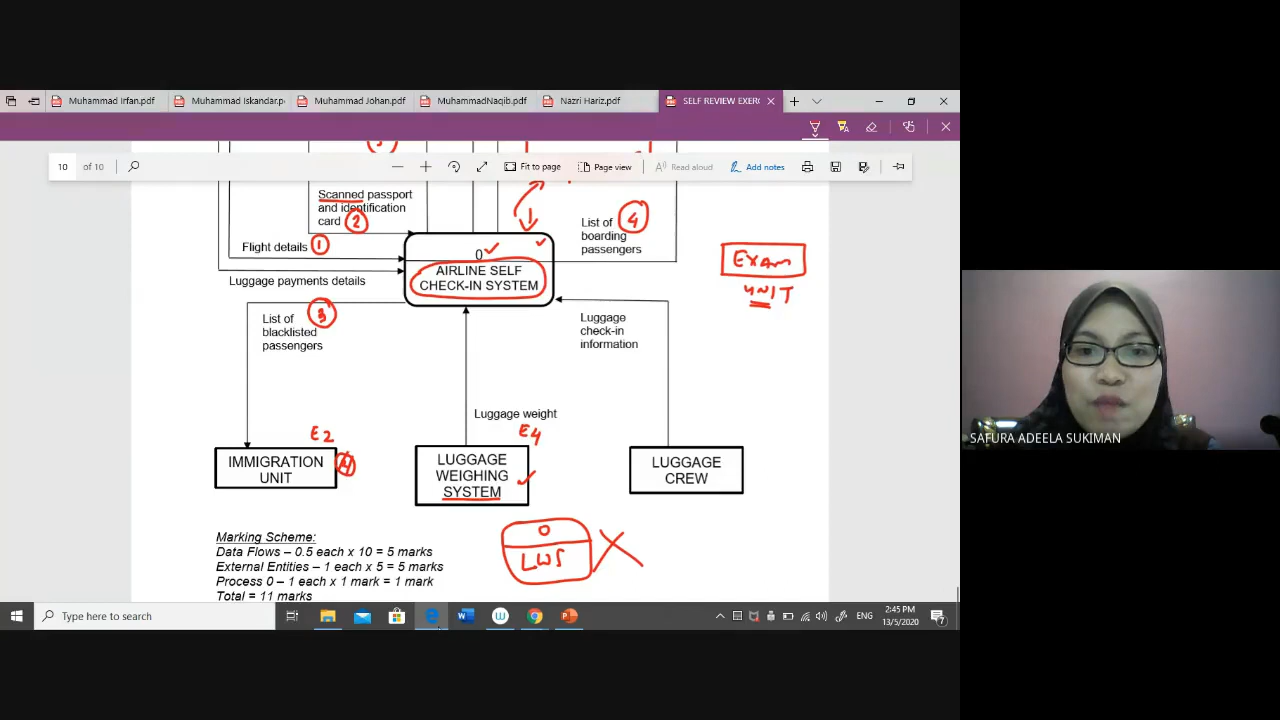 Muhammad Irfan.pdf
Muhammad Iskandar.p
Muhammad Johan.pdf
MuhammadNaqib.pdf
Nazri Hariz.pdf
SELF REVIEW EXER
10 of 10
Fit to page
Page view
Read aloud
Add notes
Scanned passport
and identification
card 2
List of 4
boarding
passengers
Flight details 1
0
AIRLINE SELF
CHECK-IN SYSTEM
EXAM
UNIT
Luggage payments details
List of 3
blacklisted
passengers
Luggage
check-in
information
Luggage weight
E2
E4
IMMIGRATION
UNIT
LUGGAGE
WEIGHING
SYSTEM
LUGGAGE
CREW
SAFURA ADEELA SUKIMAN
0
LWS
Marking Scheme:
Data Flows – 0.5 each x 10 = 5 marks
External Entities – 1 each x 5 = 5 marks
Process 0 – 1 each x 1 mark = 1 mark
Total = 11 marks
Type here to search
ENG
2:45 PM
13/5/2020